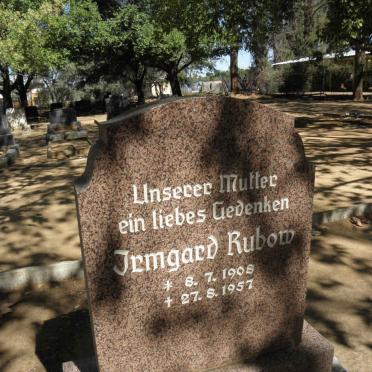 Unserer Mutter
ein liebes Gedenken
Irmgard Rubow
* 8. 7. 1908
† 27. 8. 1957